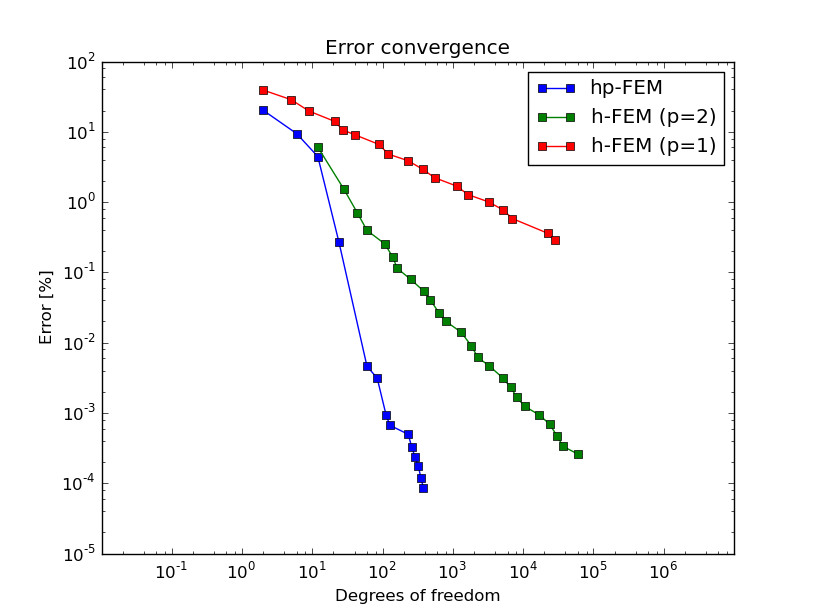 Error convergence
hp-FEM
h-FEM (p=2)
h-FEM (p=1)
Error [%]
10^2
10^1
10^0
10^-1
10^-2
10^-3
10^-4
10^-5
10^-1 10^0 10^1 10^2 10^3 10^4 10^5 10^6
Degrees of freedom